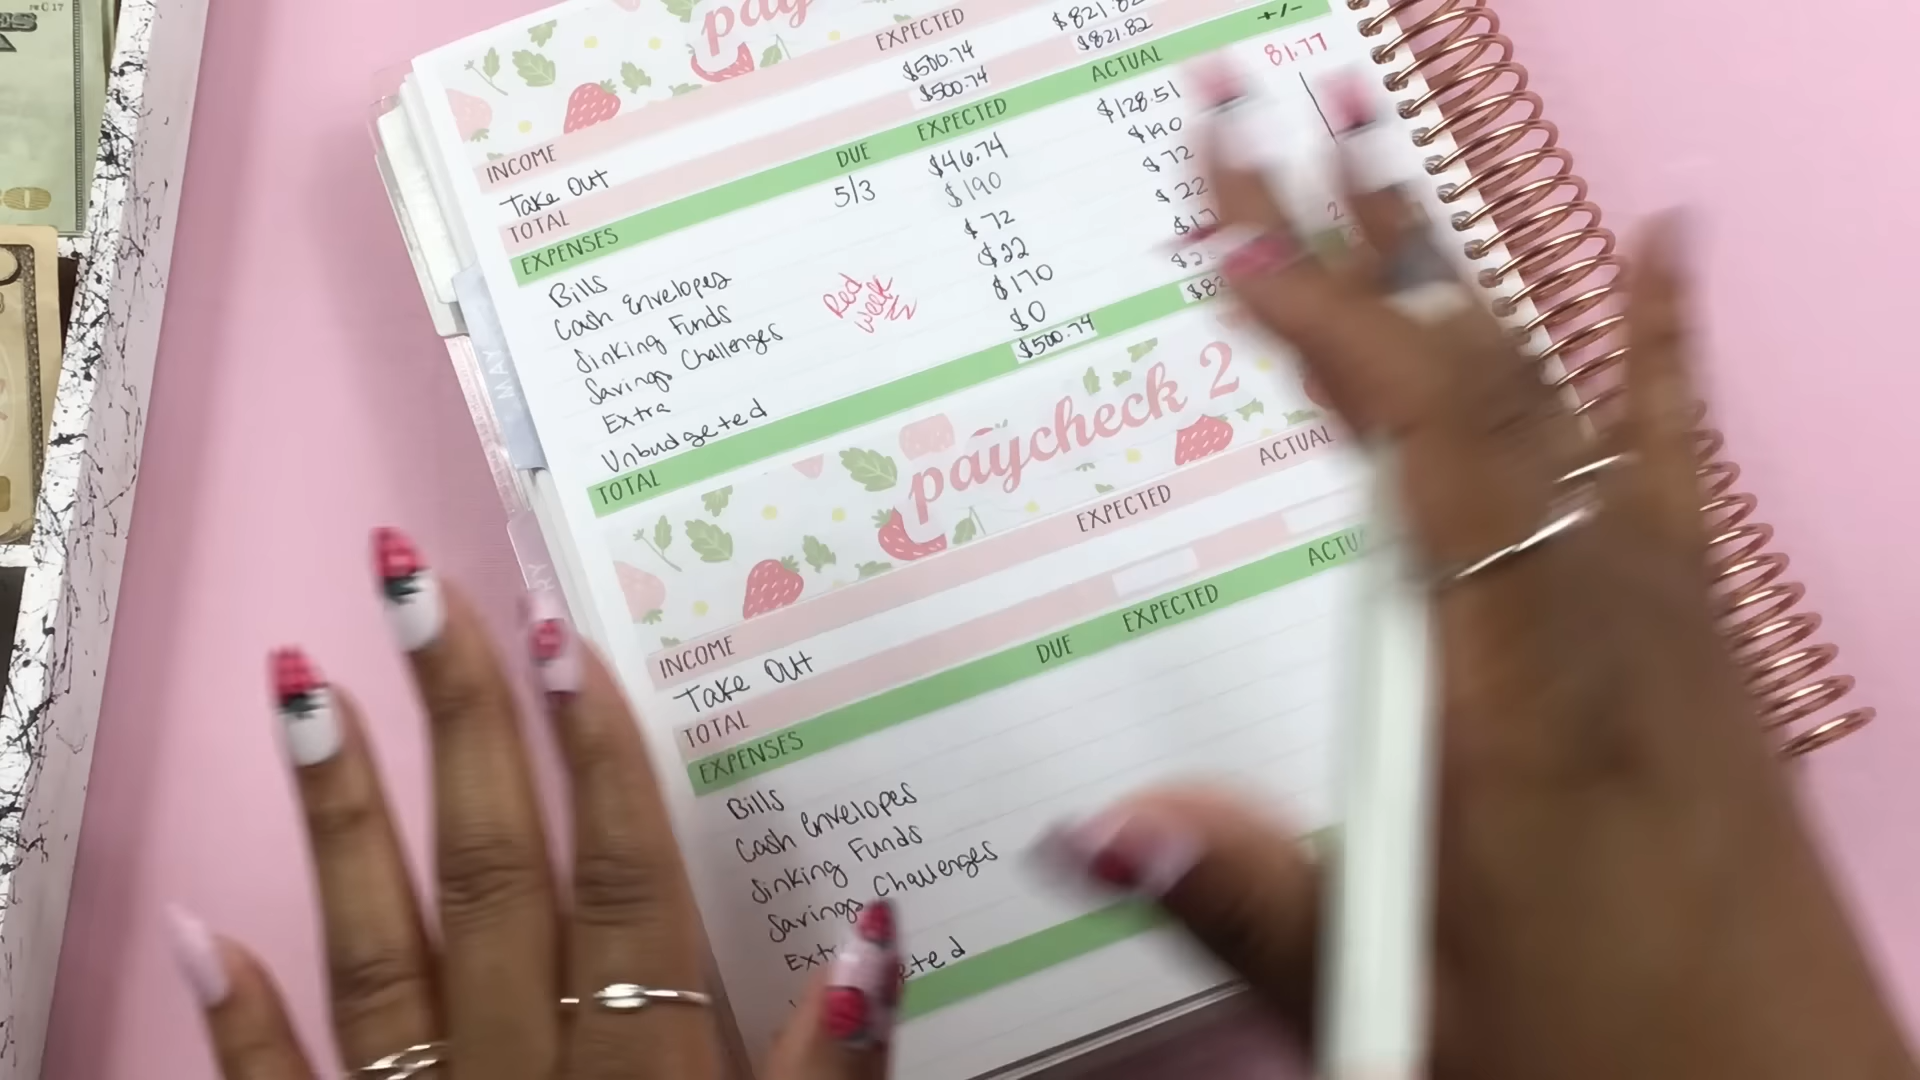 C 17
pay
EXPECTED
INCOME $500.74 $821.82
Take Out $500.74 $821.82
TOTAL
EXPENSES DUE EXPECTED ACTUAL +/-
Bills 5/3 $46.74 $128.51 81.77
Cash Envelopes $190 $190
Sinking Funds $72 $72
Savings Challenges $22 $22
Extra $170
Unbudgeted $0
Red week
TOTAL $500.74
MAY
paycheck 2
INCOME EXPECTED ACTUAL
Take Out
TOTAL
EXPENSES DUE EXPECTED
Bills
Cash Envelopes
Sinking Funds
Savings Challenges